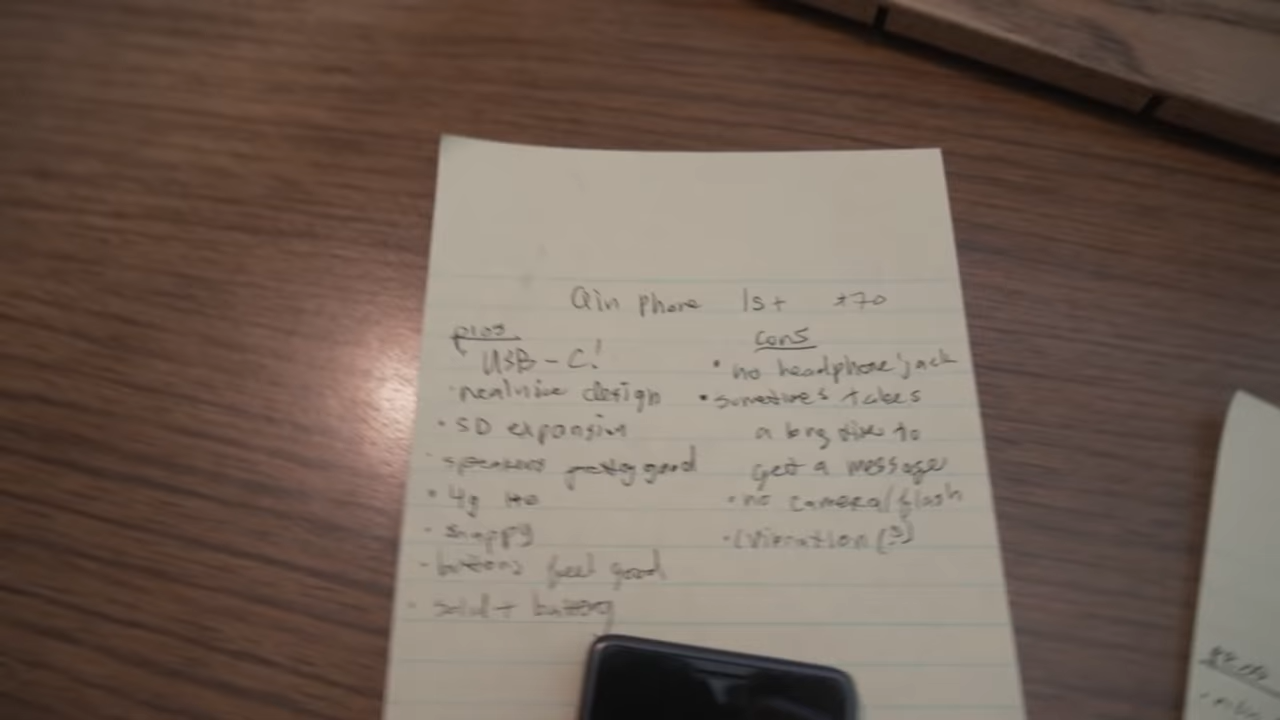 Qin phone 1s+ $70
pros
USB-C!
design
• SD expansion
• speakers pretty good
• 4g lte
• snappy
- buttons feel good
• solid + battery
cons
• no headphone jack
• sometimes takes
a long time to
get a message
• no camera/flash
• (vibration (?)